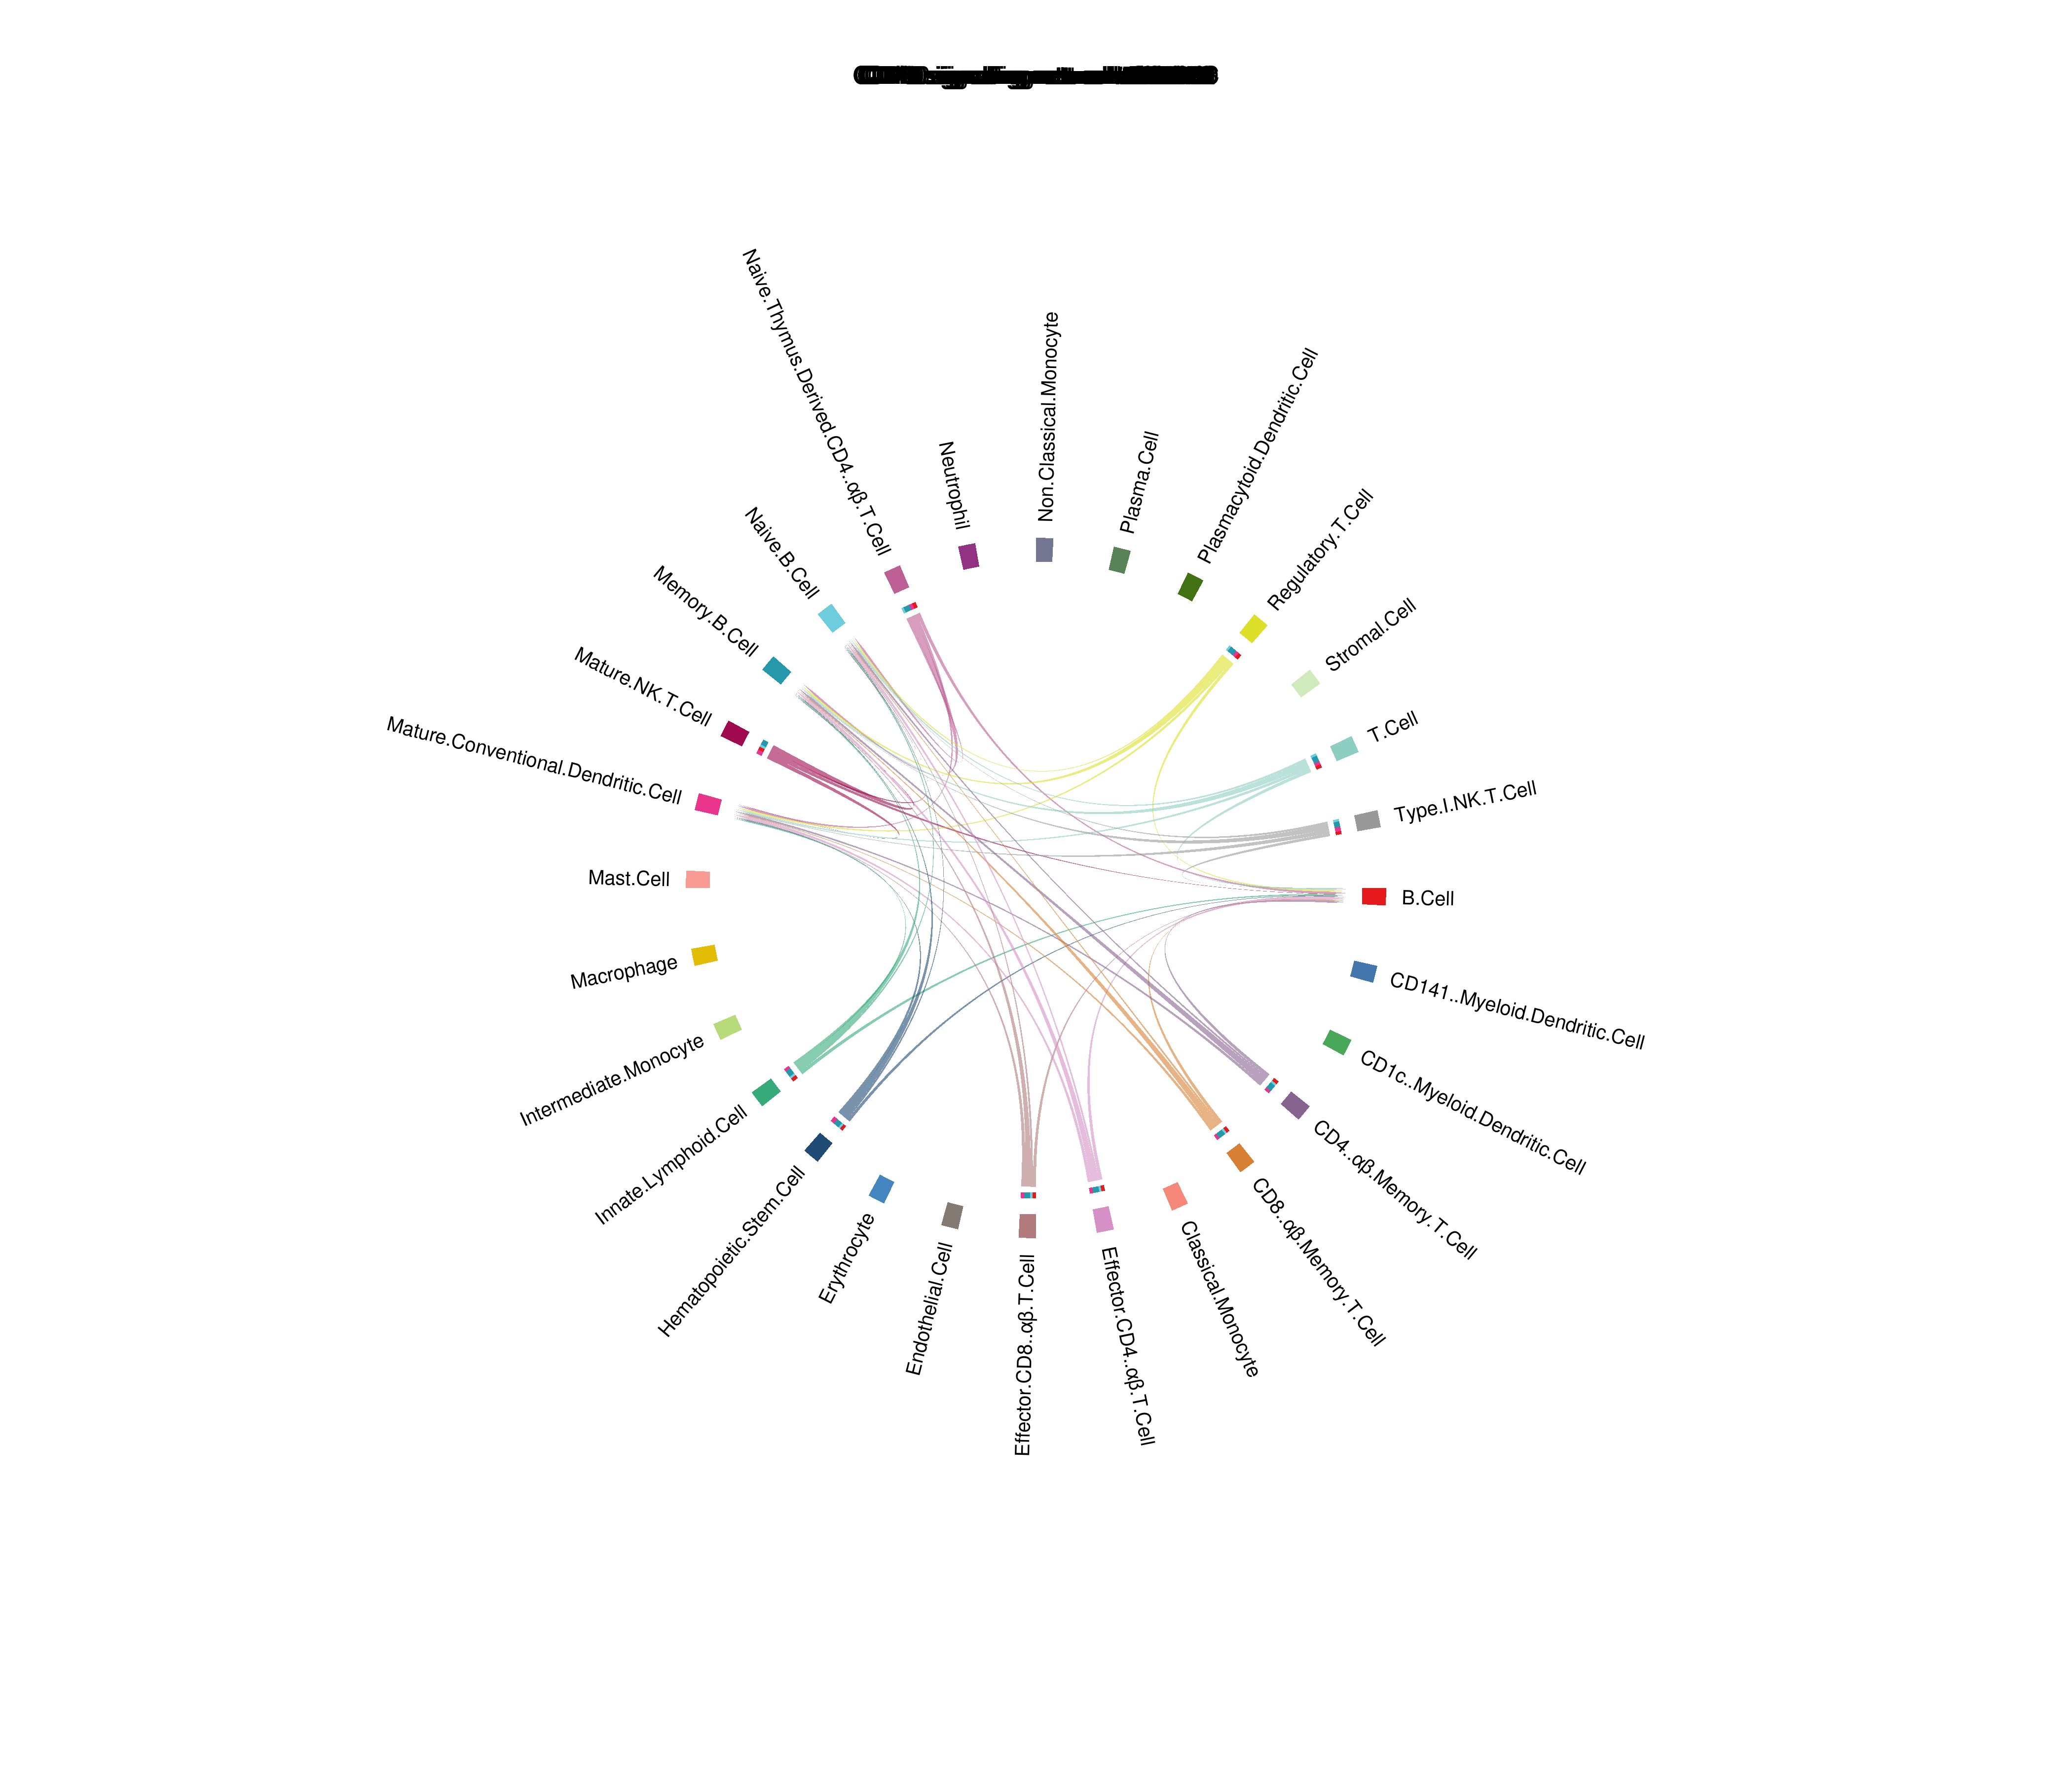 Naive.Thymus.Derived.CD4..αβ.T.Cell
Neutrophil
Non.Classical.Monocyte
Plasma.Cell
Plasmacytoid.Dendritic.Cell
Regulatory.T.Cell
Stromal.Cell
T.Cell
Type.I.NK.T.Cell
B.Cell
CD141..Myeloid.Dendritic.Cell
CD1c..Myeloid.Dendritic.Cell
CD4..αβ.Memory.T.Cell
CD8..αβ.Memory.T.Cell
Classical.Monocyte
Effector.CD4..αβ.T.Cell
Effector.CD8..αβ.T.Cell
Endothelial.Cell
Erythrocyte
Hematopoietic.Stem.Cell
Innate.Lymphoid.Cell
Intermediate.Monocyte
Macrophage
Mast.Cell
Mature.Conventional.Dendritic.Cell
Mature.NK.T.Cell
Memory.B.Cell
Naive.B.Cell